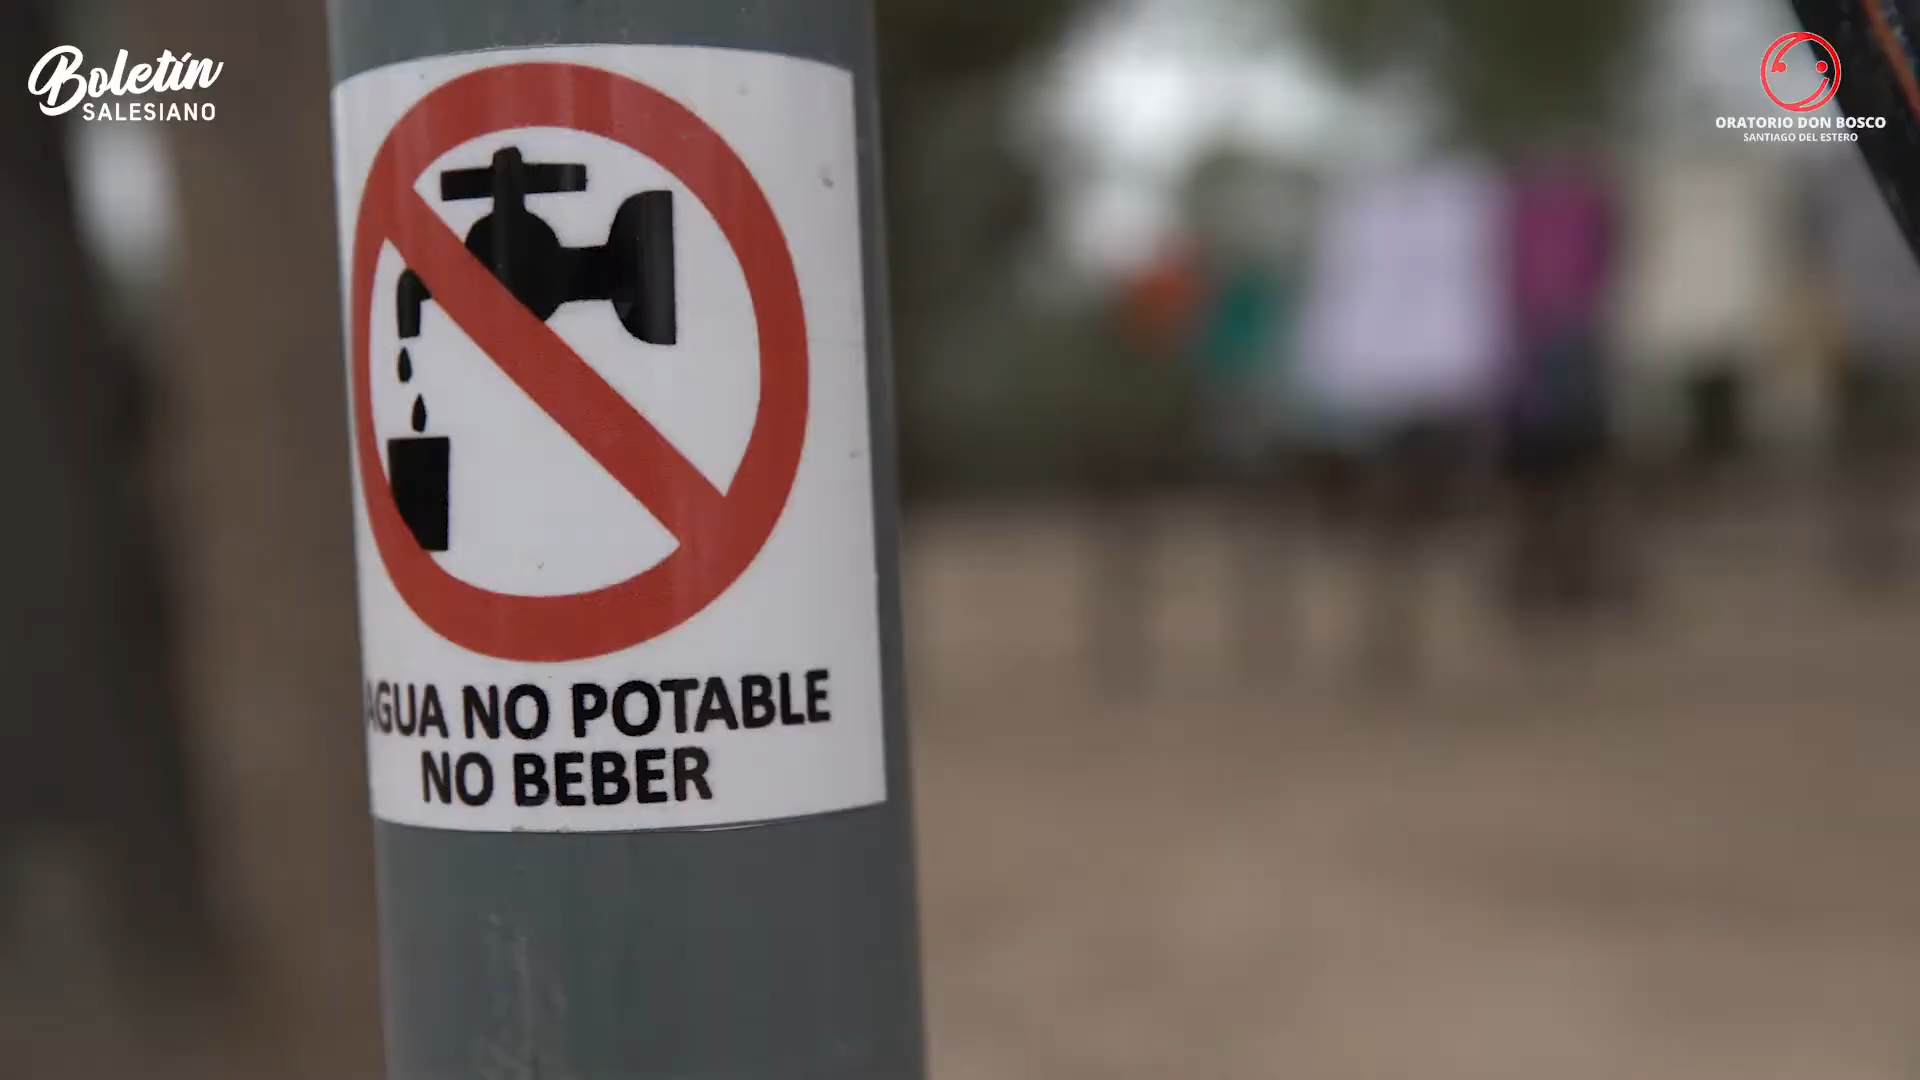 Boletín
SALESIANO
ORATORIO DON BOSCO
SANTIAGO DEL ESTERO
AGUA NO POTABLE
NO BEBER